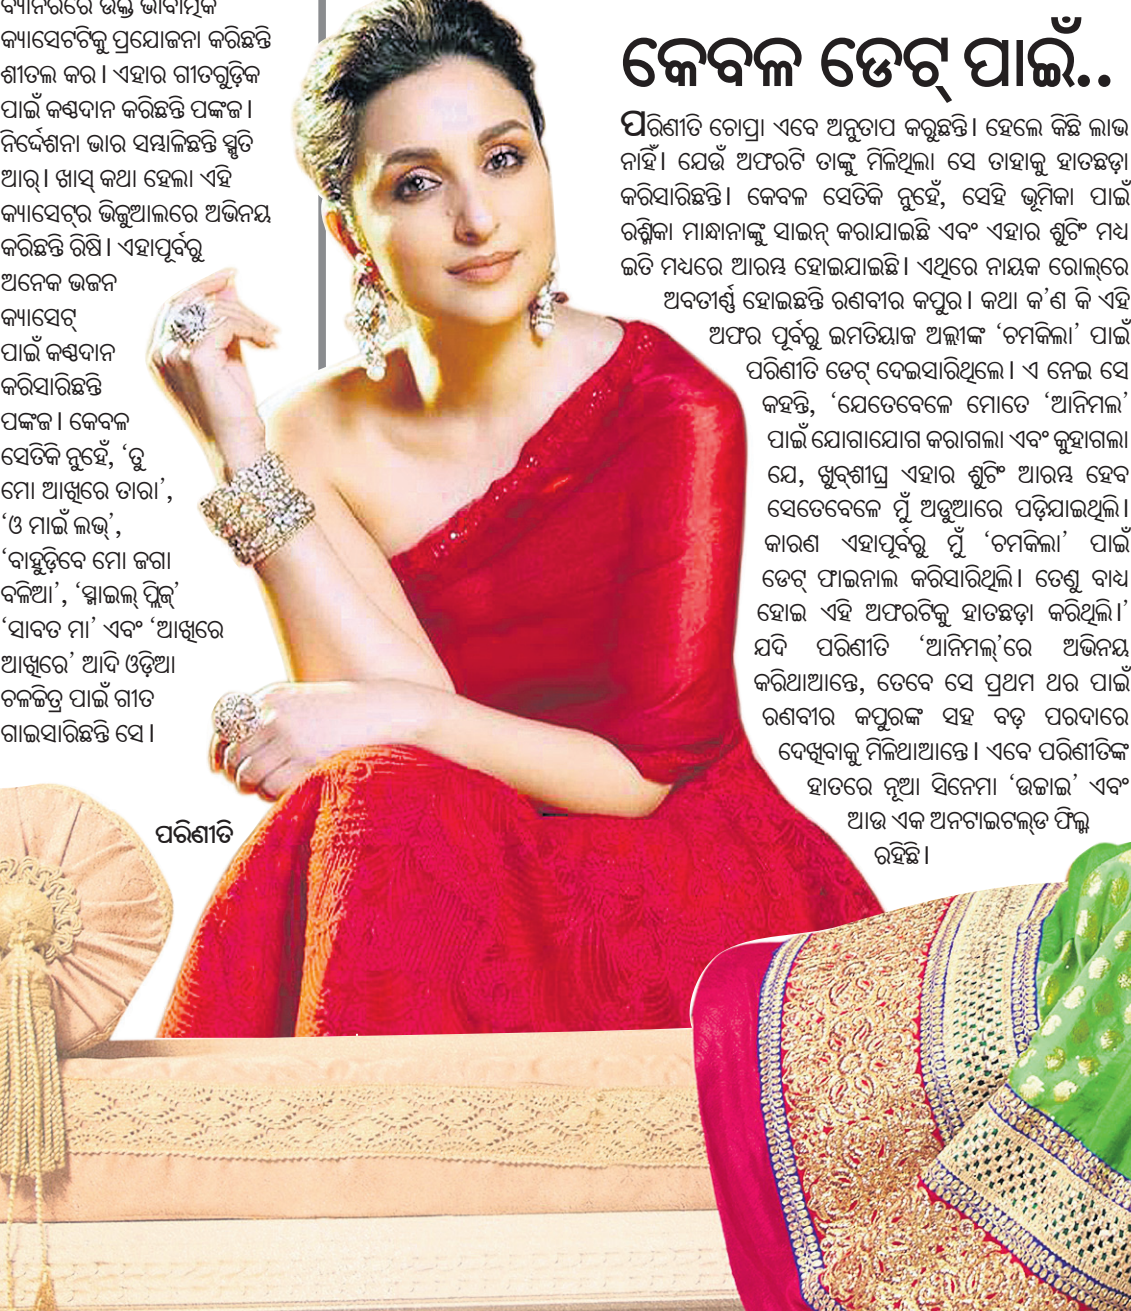 ବ୍ୟାନରରେ ଉକ୍ତ ଭାବାତ୍ମକ
କ୍ୟାସେଟଟିକୁ ପ୍ରଯୋଜନା କରିଛନ୍ତି
ଶୀତଲ କର। ଏହାର ଗୀତଗୁଡ଼ିକ
ପାଇଁ କଣ୍ଠଦାନ କରିଛନ୍ତି ପଙ୍କଜ।
ନିର୍ଦ୍ଦେଶନା ଭାର ସମ୍ଭାଳିଛନ୍ତି ସ୍ମୃତି
ଆର୍। ଖାସ୍ କଥା ହେଲା ଏହି
କ୍ୟାସେଟ୍‌ର ଭିଜୁଆଲରେ ଅଭିନୟ
କରିଛନ୍ତି ରିଷି। ଏହାପୂର୍ବରୁ
ଅନେକ ଭଜନ
କ୍ୟାସେଟ୍
ପାଇଁ କଣ୍ଠଦାନ
କରିସାରିଛନ୍ତି
ପଙ୍କଜ। କେବଳ
ସେତିକି ନୁହେଁ, ‘ତୁ
ମୋ ଆଖିରେ ତାରା’,
‘ଓ ମାଇଁ ଲଭ୍’,
‘ବାହୁଡ଼ିବେ ମୋ ଜଗା
ବଳିଆ’, ‘ସ୍ମାଇଲ୍ ପ୍ଲିଜ୍’
‘ସାବତ ମା’ ଏବଂ ‘ଆଖିରେ
ଆଖିରେ’ ଆଦି ଓଡ଼ିଆ
ଚଳଚ୍ଚିତ୍ର ପାଇଁ ଗୀତ
ଗାଇସାରିଛନ୍ତି ସେ।
ପରିଣୀତି
କେବଳ ଡେଟ୍ ପାଇଁ..
ପରିଣୀତି ଚୋପ୍ରା ଏବେ ଅନୁତାପ କରୁଛନ୍ତି। ହେଲେ କିଛି ଲାଭ
ନାହିଁ। ଯେଉଁ ଅଫରଟି ତାଙ୍କୁ ମିଳିଥିଲା ସେ ତାହାକୁ ହାତଛଡ଼ା
କରିସାରିଛନ୍ତି। କେବଳ ସେତିକି ନୁହେଁ, ସେହି ଭୂମିକା ପାଇଁ
ରଶ୍ମିକା ମାନ୍ଧାନାଙ୍କୁ ସାଇନ୍ କରାଯାଇଛି ଏବଂ ଏହାର ଶୁଟିଂ ମଧ୍ୟ
ଇତି ମଧ୍ୟରେ ଆରମ୍ଭ ହୋଇଯାଇଛି। ଏଥିରେ ନାୟକ ରୋଲ୍‌ରେ
ଅବତୀର୍ଣ୍ଣ ହୋଇଛନ୍ତି ରଣବୀର କପୁର। କଥା କ’ଣ କି ଏହି
ଅଫର ପୂର୍ବରୁ ଇମତିୟାଜ ଅଲ୍ଲୀଙ୍କ ‘ଚମକିଲା’ ପାଇଁ
ପରିଣୀତି ଡେଟ୍ ଦେଇସାରିଥିଲେ। ଏ ନେଇ ସେ
କହନ୍ତି, ‘ଯେତେବେଳେ ମୋତେ ‘ଆନିମଲ’
ପାଇଁ ଯୋଗାଯୋଗ କରାଗଲା ଏବଂ କୁହାଗଲା
ଯେ, ଖୁବ୍‌ଶୀଘ୍ର ଏହାର ଶୁଟିଂ ଆରମ୍ଭ ହେବ
ସେତେବେଳେ ମୁଁ ଅଡୁଆରେ ପଡ଼ିଯାଇଥିଲି।
କାରଣ ଏହାପୂର୍ବରୁ ମୁଁ ‘ଚମକିଲା’ ପାଇଁ
ଡେଟ୍ ଫାଇନାଲ କରିସାରିଥିଲି। ତେଣୁ ବାଧ୍ୟ
ହୋଇ ଏହି ଅଫରଟିକୁ ହାତଛଡ଼ା କରିଥିଲି।’
ଯଦି ପରିଣୀତି ‘ଆନିମଲ୍’ରେ ଅଭିନୟ
କରିଥାଆନ୍ତେ, ତେବେ ସେ ପ୍ରଥମ ଥର ପାଇଁ
ରଣବୀର କପୁରଙ୍କ ସହ ବଡ଼ ପରଦାରେ
ଦେଖିବାକୁ ମିଳିଥାଆନ୍ତେ। ଏବେ ପରିଣୀତିଙ୍କ
ହାତରେ ନୂଆ ସିନେମା ‘ଉଚ୍ଚାଇ’ ଏବଂ
ଆଉ ଏକ ଅନଟାଇଟଲ୍‌ଡ ଫିଲ୍ମ
ରହିଛି।